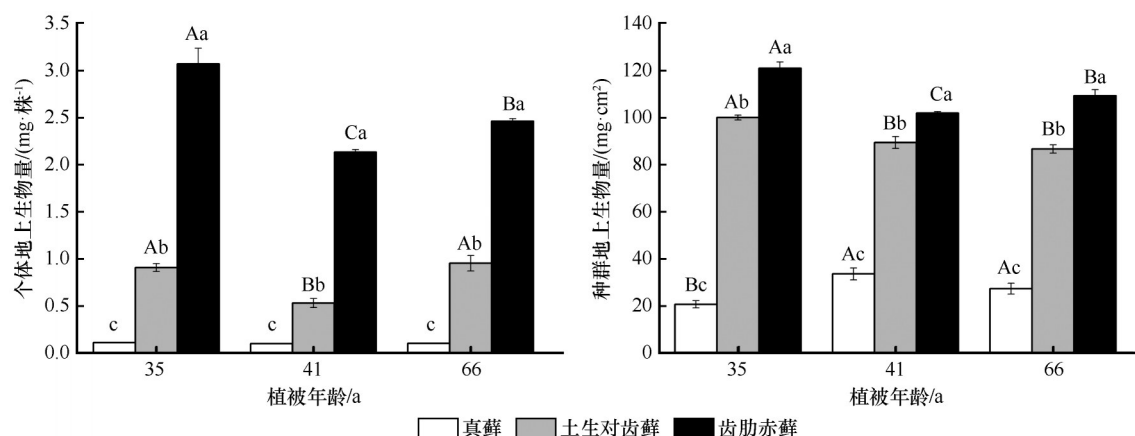 个体地上生物量/(mg·株⁻¹)
3.5
3.0
2.5
2.0
1.5
1.0
0.5
0.0
c Ab Aa
c Bb Ca
c Ab Ba
35 41 66
植被年龄/a
种群地上生物量/(mg·cm²)
140
120
100
80
60
40
20
0
Bc Ab Aa
Ac Bb Ca
Ac Bb Ba
35 41 66
植被年龄/a
真藓 土生对齿藓 齿肋赤藓